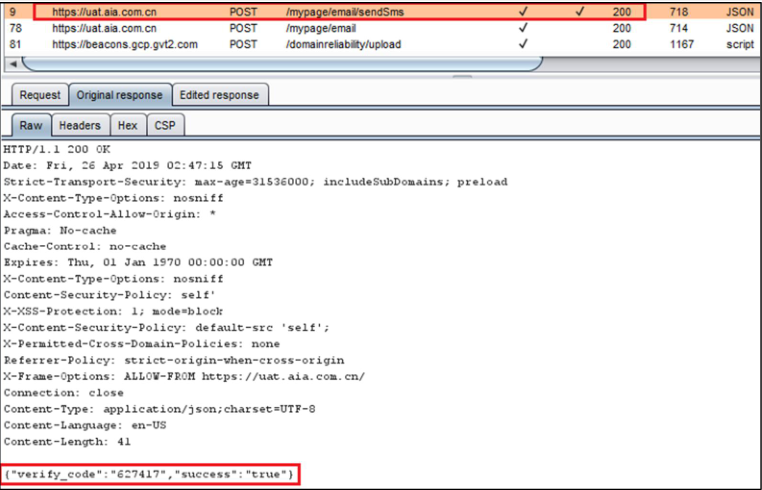 9 https://uat.aia.com.cn POST /mypage/email/sendSms ✓ ✓ 200 718 JSON
78 https://uat.aia.com.cn POST /mypage/email ✓ 200 714 JSON
81 https://beacons.gcp.gvt2.com POST /domainreliability/upload ✓ 200 1167 script
Request Original response Edited response
Raw Headers Hex CSP
HTTP/1.1 200 OK
Date: Fri, 26 Apr 2019 02:47:15 GMT
Strict-Transport-Security: max-age=31536000; includeSubDomains; preload
X-Content-Type-Options: nosniff
Access-Control-Allow-Origin: *
Pragma: No-cache
Cache-Control: no-cache
Expires: Thu, 01 Jan 1970 00:00:00 GMT
X-Content-Type-Options: nosniff
Content-Security-Policy: self'
X-XSS-Protection: 1; mode=block
X-Content-Security-Policy: default-src 'self';
X-Permitted-Cross-Domain-Policies: none
Referrer-Policy: strict-origin-when-cross-origin
X-Frame-Options: ALLOW-FROM https://uat.aia.com.cn/
Connection: close
Content-Type: application/json;charset=UTF-8
Content-Language: en-US
Content-Length: 41
{"verify_code":"627417","success":"true"}